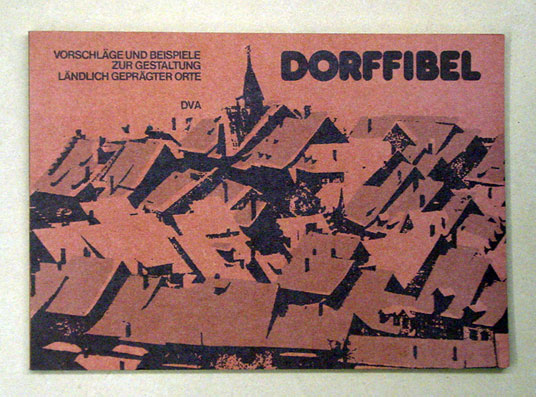 VORSCHLÄGE UND BEISPIELE
ZUR GESTALTUNG
LÄNDLICH GEPRÄGTER ORTE
DVA
DORFFIBEL